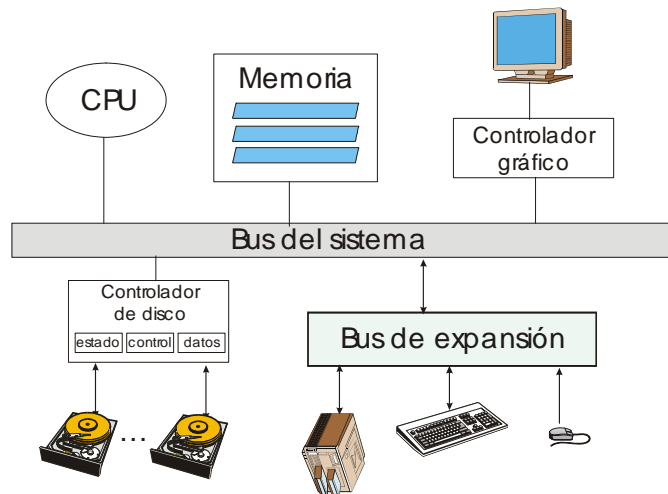 CPU
Memoria
Controlador
gráfico
Bus del sistema
Controlador
de disco
estado control datos
Bus de expansión
...